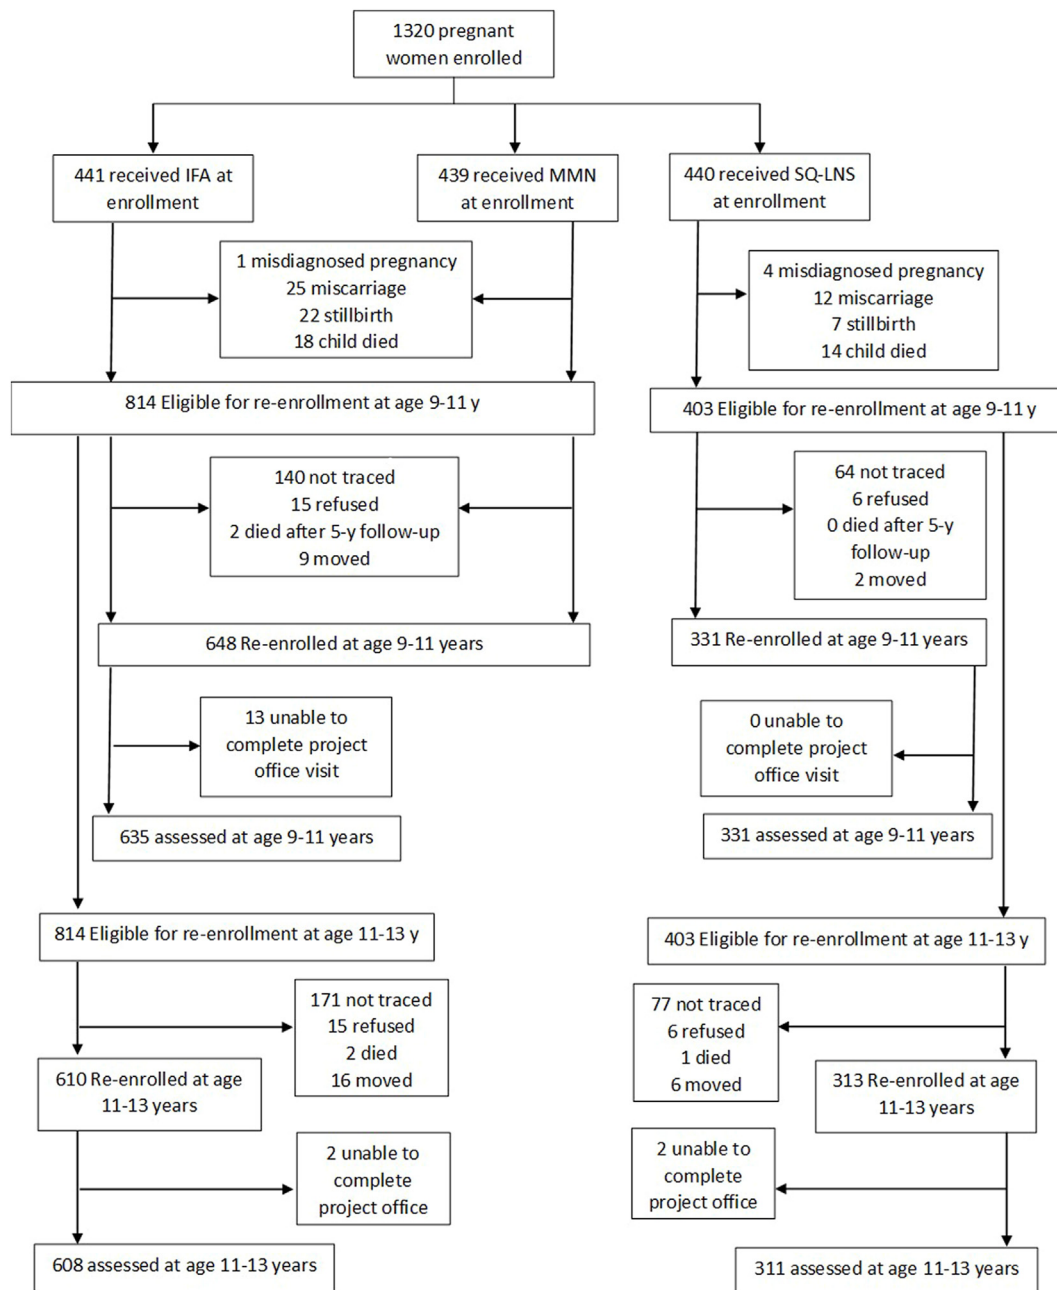 1320 pregnant
women enrolled
441 received IFA at
enrollment
439 received MMN
at enrollment
440 received SQ-LNS
at enrollment
1 misdiagnosed pregnancy
25 miscarriage
22 stillbirth
18 child died
4 misdiagnosed pregnancy
12 miscarriage
7 stillbirth
14 child died
814 Eligible for re-enrollment at age 9-11 y
403 Eligible for re-enrollment at age 9-11 y
140 not traced
15 refused
2 died after 5-y follow-up
9 moved
64 not traced
6 refused
0 died after 5-y
follow-up
2 moved
648 Re-enrolled at age 9-11 years
331 Re-enrolled at age 9-11 years
13 unable to
complete project
office visit
0 unable to
complete project
office visit
635 assessed at age 9-11 years
331 assessed at age 9-11 years
814 Eligible for re-enrollment at age 11-13 y
403 Eligible for re-enrollment at age 11-13 y
171 not traced
15 refused
2 died
16 moved
77 not traced
6 refused
1 died
6 moved
610 Re-enrolled at age
11-13 years
313 Re-enrolled at age
11-13 years
2 unable to
complete
project office
2 unable to
complete
project office
608 assessed at age 11-13 years
311 assessed at age 11-13 years